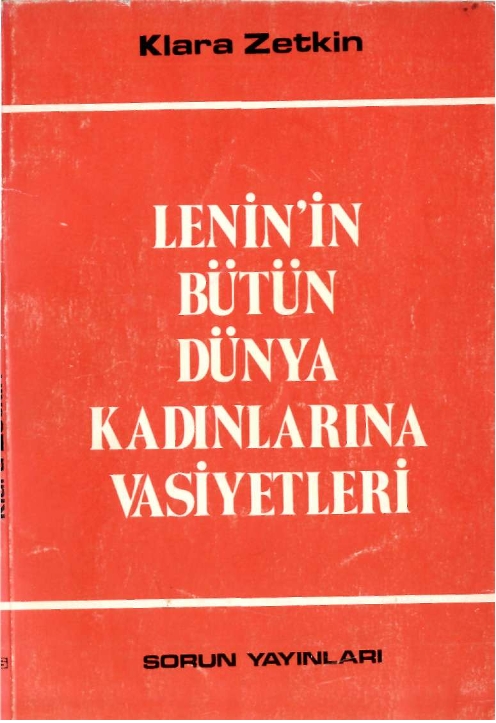 Klara Zetkin
LENİN'İN
BÜTÜN
DÜNYA
KADINLARINA
VASİYETLERİ
SORUN YAYINLARI